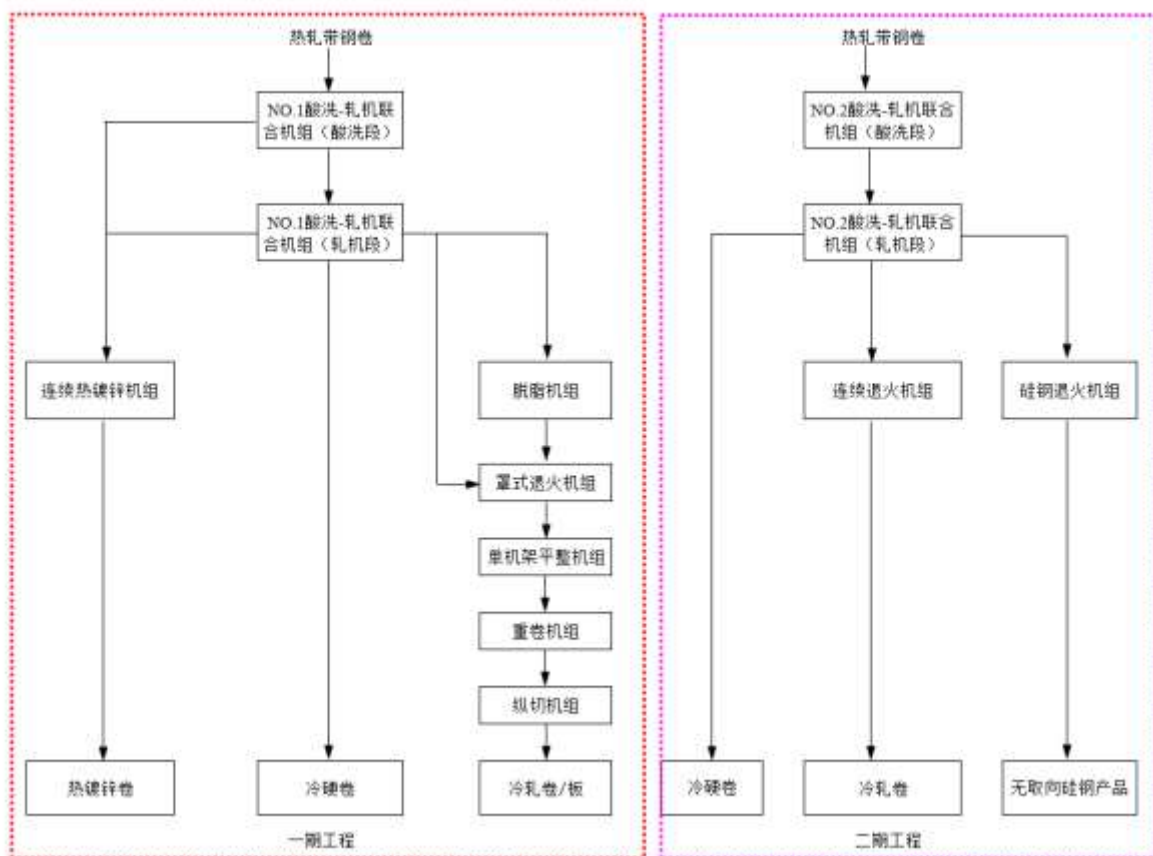 热轧带钢卷
NO.1酸洗-轧机联
合机组（酸洗段）
NO.1酸洗-轧机联
合机组（轧机段）
连续热镀锌机组
脱脂机组
罩式退火机组
单机架平整机组
重卷机组
纵切机组
热镀锌卷
冷硬卷
冷轧卷/板
一期工程
热轧带钢卷
NO.2酸洗-轧机联合
机组（酸洗段）
NO.2酸洗-轧机联合
机组（轧机段）
连续退火机组
硅钢退火机组
冷硬卷
冷轧卷
无取向硅钢产品
二期工程